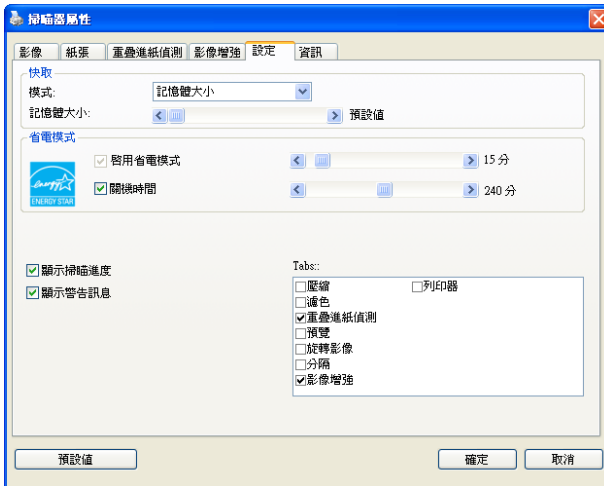 掃瞄器屬性
影像 紙張 重疊進紙偵測 影像增強 設定 資訊
快取
模式: 記憶體大小
記憶體大小: 預設值
省電模式
啓用省電模式 15 分
關機時間 240 分
energy
ENERGY STAR
顯示掃瞄進度
顯示警告訊息
Tabs::
壓縮 列印器
濾色
重疊進紙偵測
預覽
旋轉影像
分隔
影像增強
預設值 確定 取消